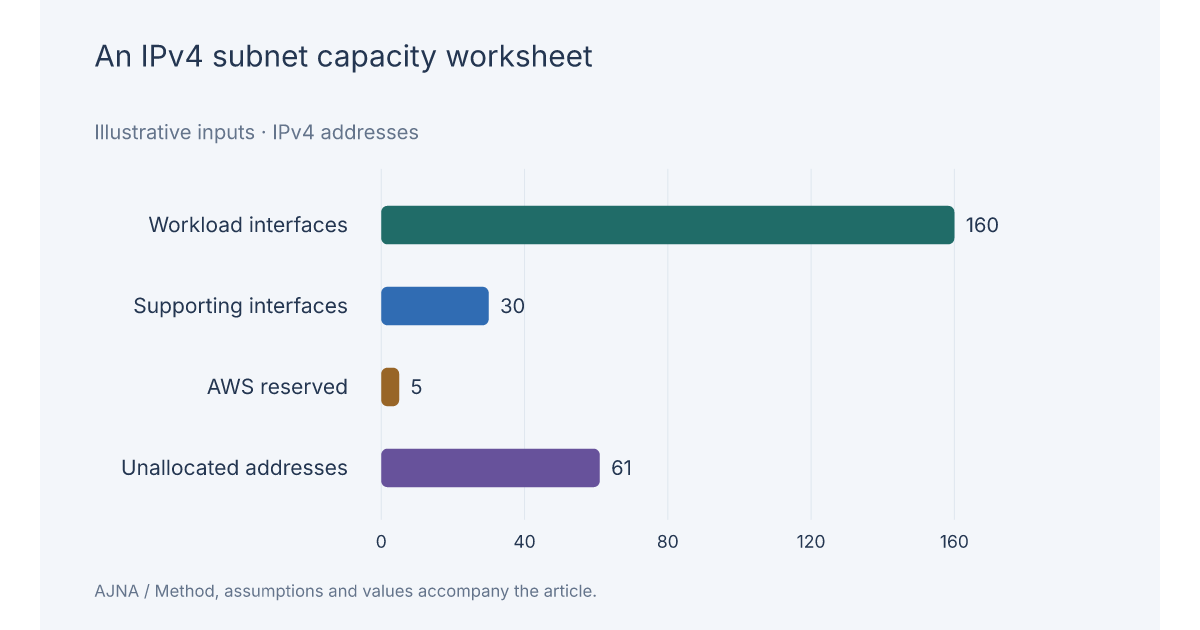 An IPv4 subnet capacity worksheet
Illustrative inputs · IPv4 addresses
Workload interfaces 160
Supporting interfaces 30
AWS reserved 5
Unallocated addresses 61
0 40 80 120 160
AJNA / Method, assumptions and values accompany the article.